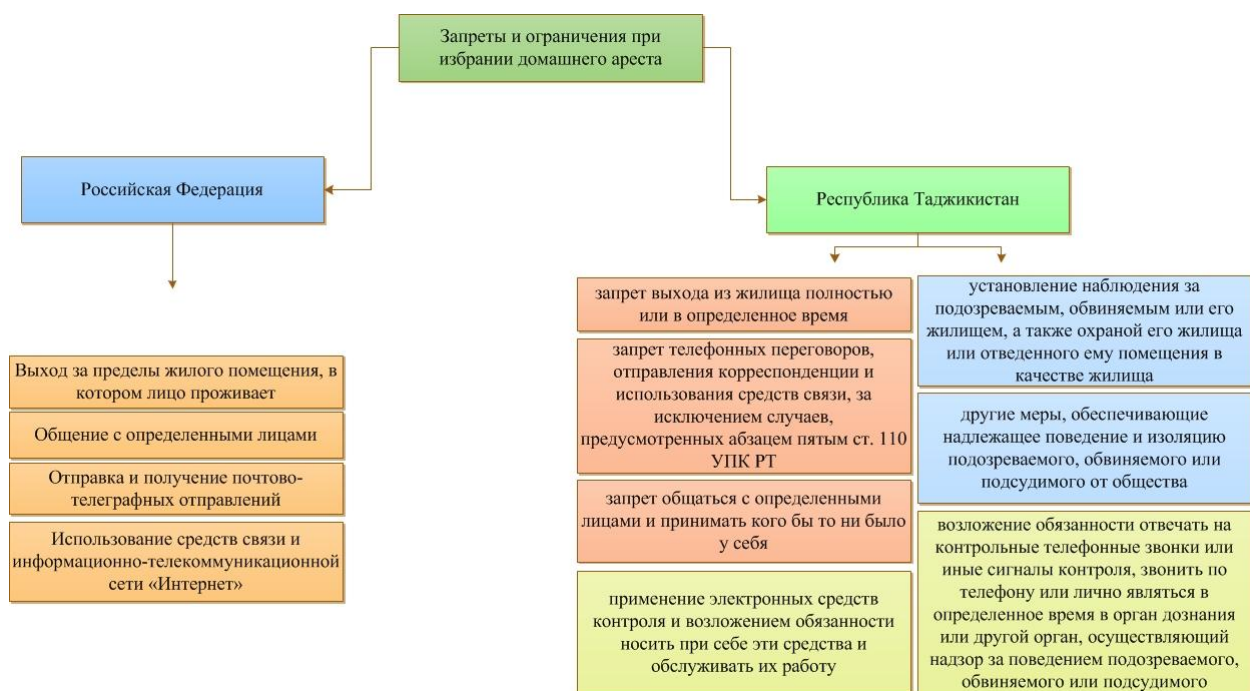 Запреты и ограничения при
избрании домашнего ареста
Российская Федерация
Республика Таджикистан
Выход за пределы жилого помещения, в
котором лицо проживает
Общение с определенными лицами
Отправка и получение почтово-
телеграфных отправлений
Использование средств связи и
информационно-телекоммуникационной
сети «Интернет»
запрет выхода из жилища полностью
или в определенное время
запрет телефонных переговоров,
отправления корреспонденции и
использования средств связи, за
исключением случаев,
предусмотренных абзацем пятым ст. 110
УПК РТ
запрет общаться с определенными
лицами и принимать кого бы то ни было
у себя
применение электронных средств
контроля и возложением обязанности
носить при себе эти средства и
обслуживать их работу
установление наблюдения за
подозреваемым, обвиняемым или его
жилищем, а также охраной его жилища
или отведенного ему помещения в
качестве жилища
другие меры, обеспечивающие
надлежащее поведение и изоляцию
подозреваемого, обвиняемого или
подсудимого от общества
возложение обязанности отвечать на
контрольные телефонные звонки или
иные сигналы контроля, звонить по
телефону или лично являться в
определенное время в орган дознания
или другой орган, осуществляющий
надзор за поведением подозреваемого,
обвиняемого или подсудимого